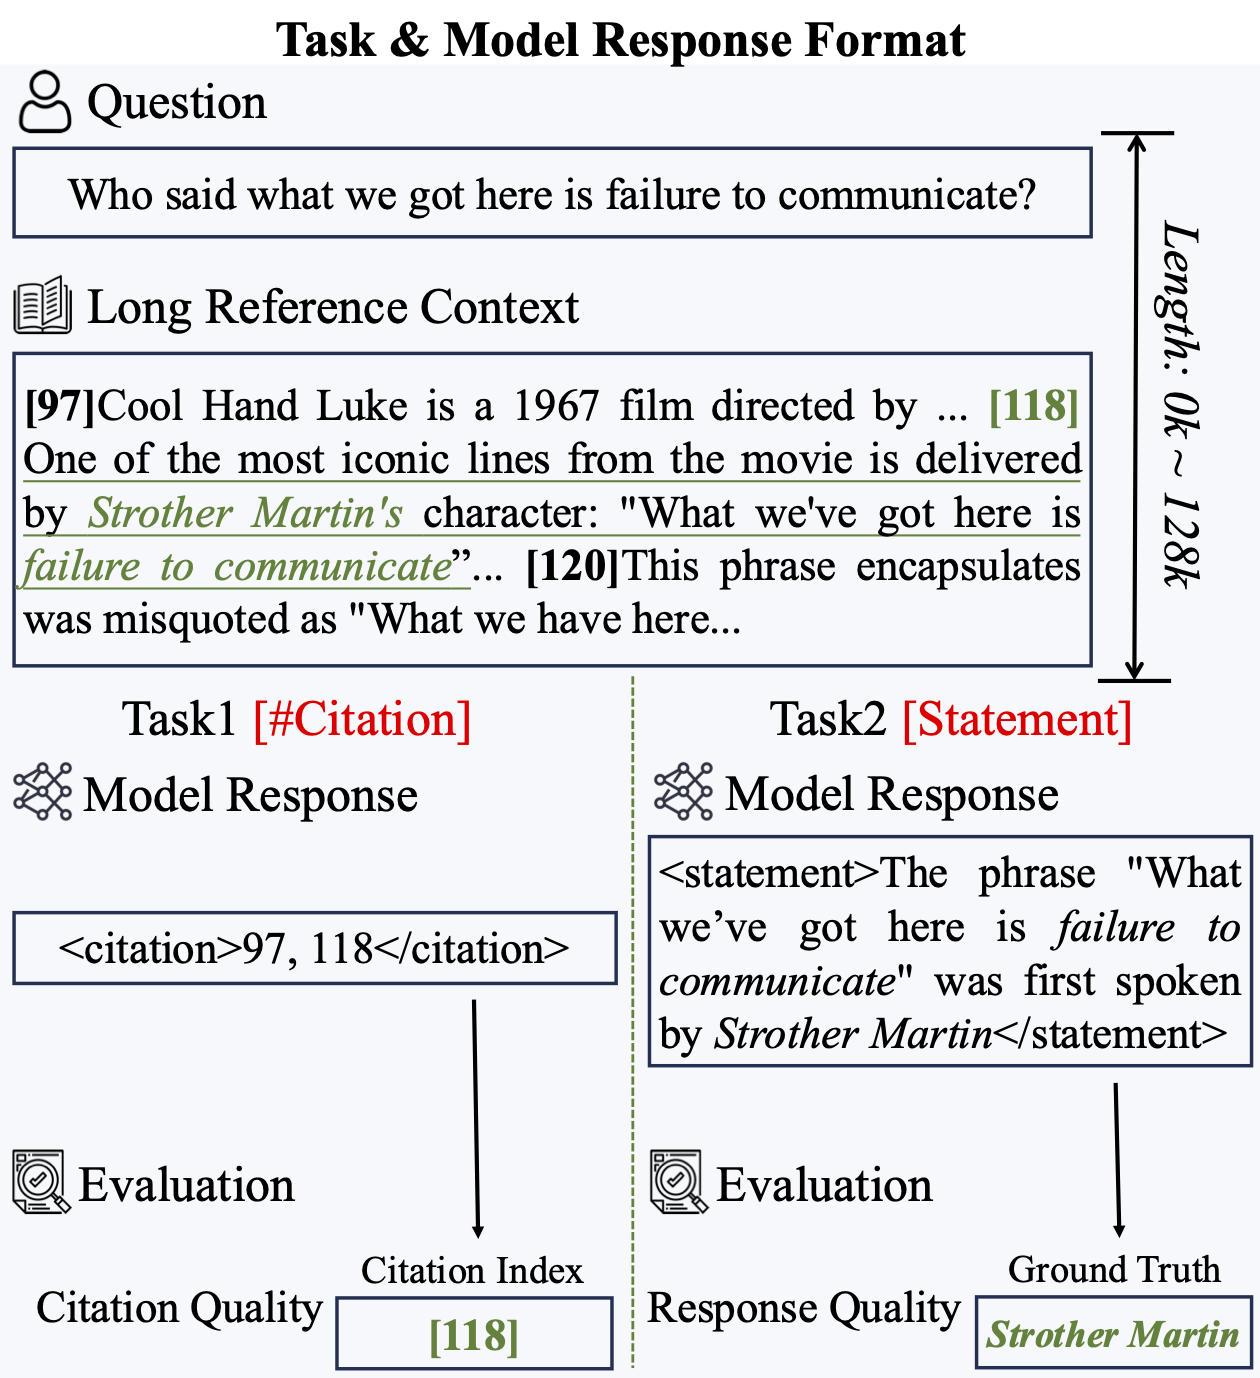 Task & Model Response Format
Question
Who said what we got here is failure to communicate?
Length: 0k ~ 128k
Long Reference Context
[97]Cool Hand Luke is a 1967 film directed by ... [118]
One of the most iconic lines from the movie is delivered
by Strother Martin's character: "What we've got here is
failure to communicate”... [120]This phrase encapsulates
was misquoted as "What we have here...
Task1 [#Citation]
Model Response
<citation>97, 118</citation>
Evaluation
Citation Index
Citation Quality
[118]
Task2 [Statement]
Model Response
<statement>The phrase "What
we’ve got here is failure to
communicate" was first spoken
by Strother Martin</statement>
Evaluation
Ground Truth
Response Quality
Strother Martin